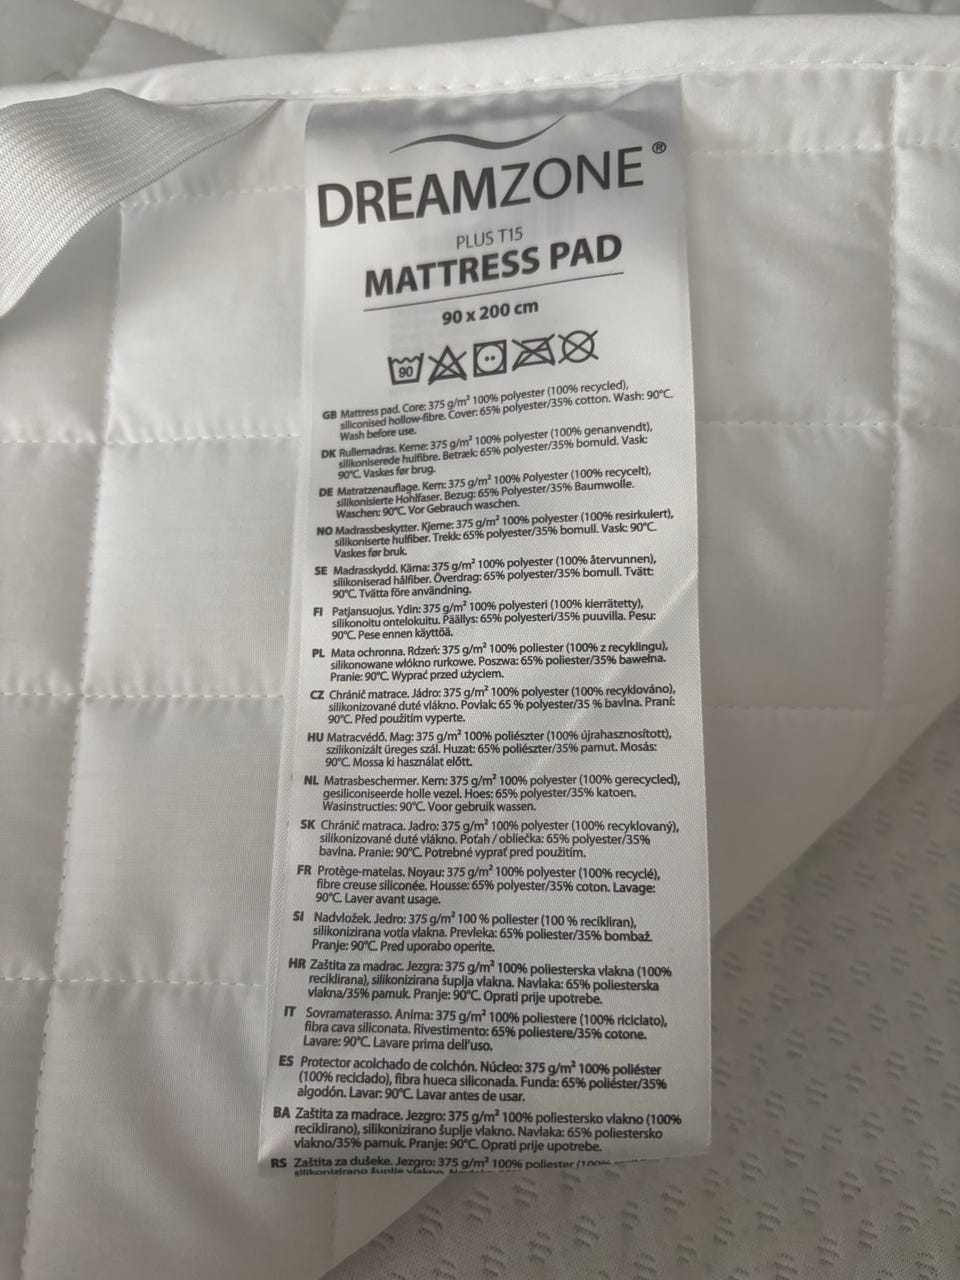 DREAMZONE®
PLUS T15
MATTRESS PAD
90 x 200 cm
90
GB Mattress pad. Core: 375 g/m² 100% polyester (100% recycled),
siliconised hollow-fibre. Cover: 65% polyester/35% cotton. Wash: 90°C.
Wash before use.
DK Rullemadras. Kerne: 375 g/m² 100% polyester (100% genanvendt),
silikoniserede hulfibre. Betræk: 65% polyester/35% bomuld. Vask:
90°C. Vaskes før brug.
DE Matratzenauflage. Kern: 375 g/m² 100% Polyester (100% recycelt),
silikonisierte Hohlfaser. Bezug: 65% Polyester/35% Baumwolle.
Waschen: 90°C. Vor Gebrauch waschen.
NO Madrassbeskytter. Kjerne: 375 g/m² 100% polyester (100% resirkulert),
silikoniserte hulfiber. Trekk: 65% polyester/35% bomull. Vask: 90°C.
Vaskes før bruk.
SE Madrasskydd. Kärna: 375 g/m² 100% polyester (100% återvunnen),
silikoniserad hålfiber. Överdrag: 65% polyester/35% bomull. Tvätt:
90°C. Tvätta före användning.
FI Patjansuojus. Ydin: 375 g/m² 100% polyesteri (100% kierrätetty),
silikonoitu ontelokuitu. Päällys: 65% polyesteri/35% puuvilla. Pesu:
90°C. Pese ennen käyttöä.
PL Mata ochronna. Rdzeń: 375 g/m² 100% poliester (100% z recyklingu),
silikonowane włókno rurkowe. Poszwa: 65% poliester/35% bawełna.
Pranie: 90°C. Wyprać przed użyciem.
CZ Chránič matrace. Jádro: 375 g/m² 100% polyester (100% recyklováno),
silikonizované duté vlákno. Povlak: 65 % polyester/35 % bavlna. Praní:
90°C. Před použitím vyperte.
HU Matracvédő. Mag: 375 g/m² 100% poliészter (100% újrahasznosított),
szilikonizált üreges szál. Huzat: 65% poliészter/35% pamut. Mosás:
90°C. Mossa ki használat előtt.
NL Matrasbeschermer. Kern: 375 g/m² 100% polyester (100% gerecycled),
gesiliconiseerde holle vezel. Hoes: 65% polyester/35% katoen.
Wasinstructies: 90°C. Voor gebruik wassen.
SK Chránič matraca. Jadro: 375 g/m² 100% polyester (100% recyklovaný),
silikonizované duté vlákno. Poťah / obliečka: 65% polyester/35%
bavlna. Pranie: 90°C. Potrebné vyprať pred použitím.
FR Protège-matelas. Noyau: 375 g/m² 100% polyester (100% recyclé),
fibre creuse siliconée. Housse: 65% polyester/35% coton. Lavage:
90°C. Laver avant usage.
SI Nadvložek. Jedro: 375 g/m² 100 % poliester (100 % recikliran),
silikonizirana votla vlakna. Prevleka: 65% poliester/35% bombaž.
Pranje: 90°C. Pred uporabo operite.
HR Zaštita za madrac. Jezgra: 375 g/m² 100% poliesterska vlakna (100%
reciklirana), silikonizirana šuplja vlakna. Navlaka: 65% poliesterska
vlakna/35% pamuk. Pranje: 90°C. Oprati prije upotrebe.
IT Sovramaterasso. Anima: 375 g/m² 100% poliestere (100% riciclato),
fibra cava siliconata. Rivestimento: 65% poliestere/35% cotone.
Lavare: 90°C. Lavare prima dell'uso.
ES Protector acolchado de colchón. Núcleo: 375 g/m² 100% poliéster
(100% reciclado), fibra hueca siliconada. Funda: 65% poliéster/35%
algodón. Lavar: 90°C. Lavar antes de usar.
BA Zaštita za madrace. Jezgro: 375 g/m² 100% poliestersko vlakno (100%
reciklirano), silikonizirano šuplje vlakno. Navlaka: 65% poliestersko
vlakno/35% pamuk. Pranje: 90°C. Oprati prije upotrebe.
RS Zaštita za dušeke. Jezgro: 375 g/m² 100% poliester (100%
silikonizirano šuplje vlakno.